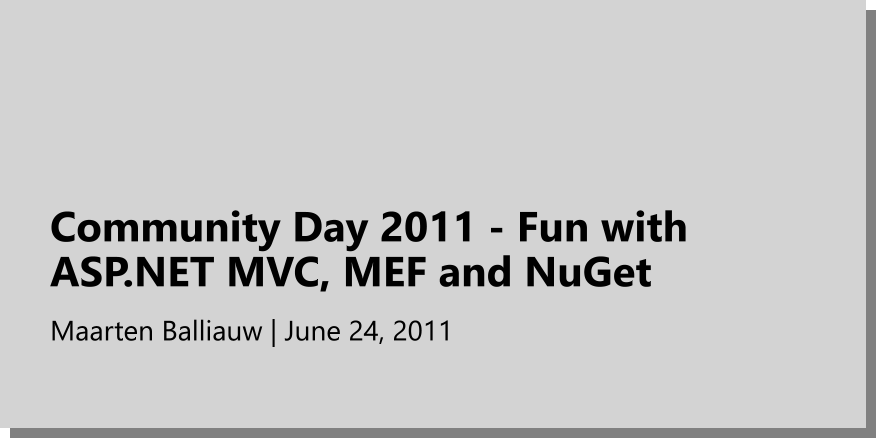 Community Day 2011 - Fun with
ASP.NET MVC, MEF and NuGet
Maarten Balliauw | June 24, 2011